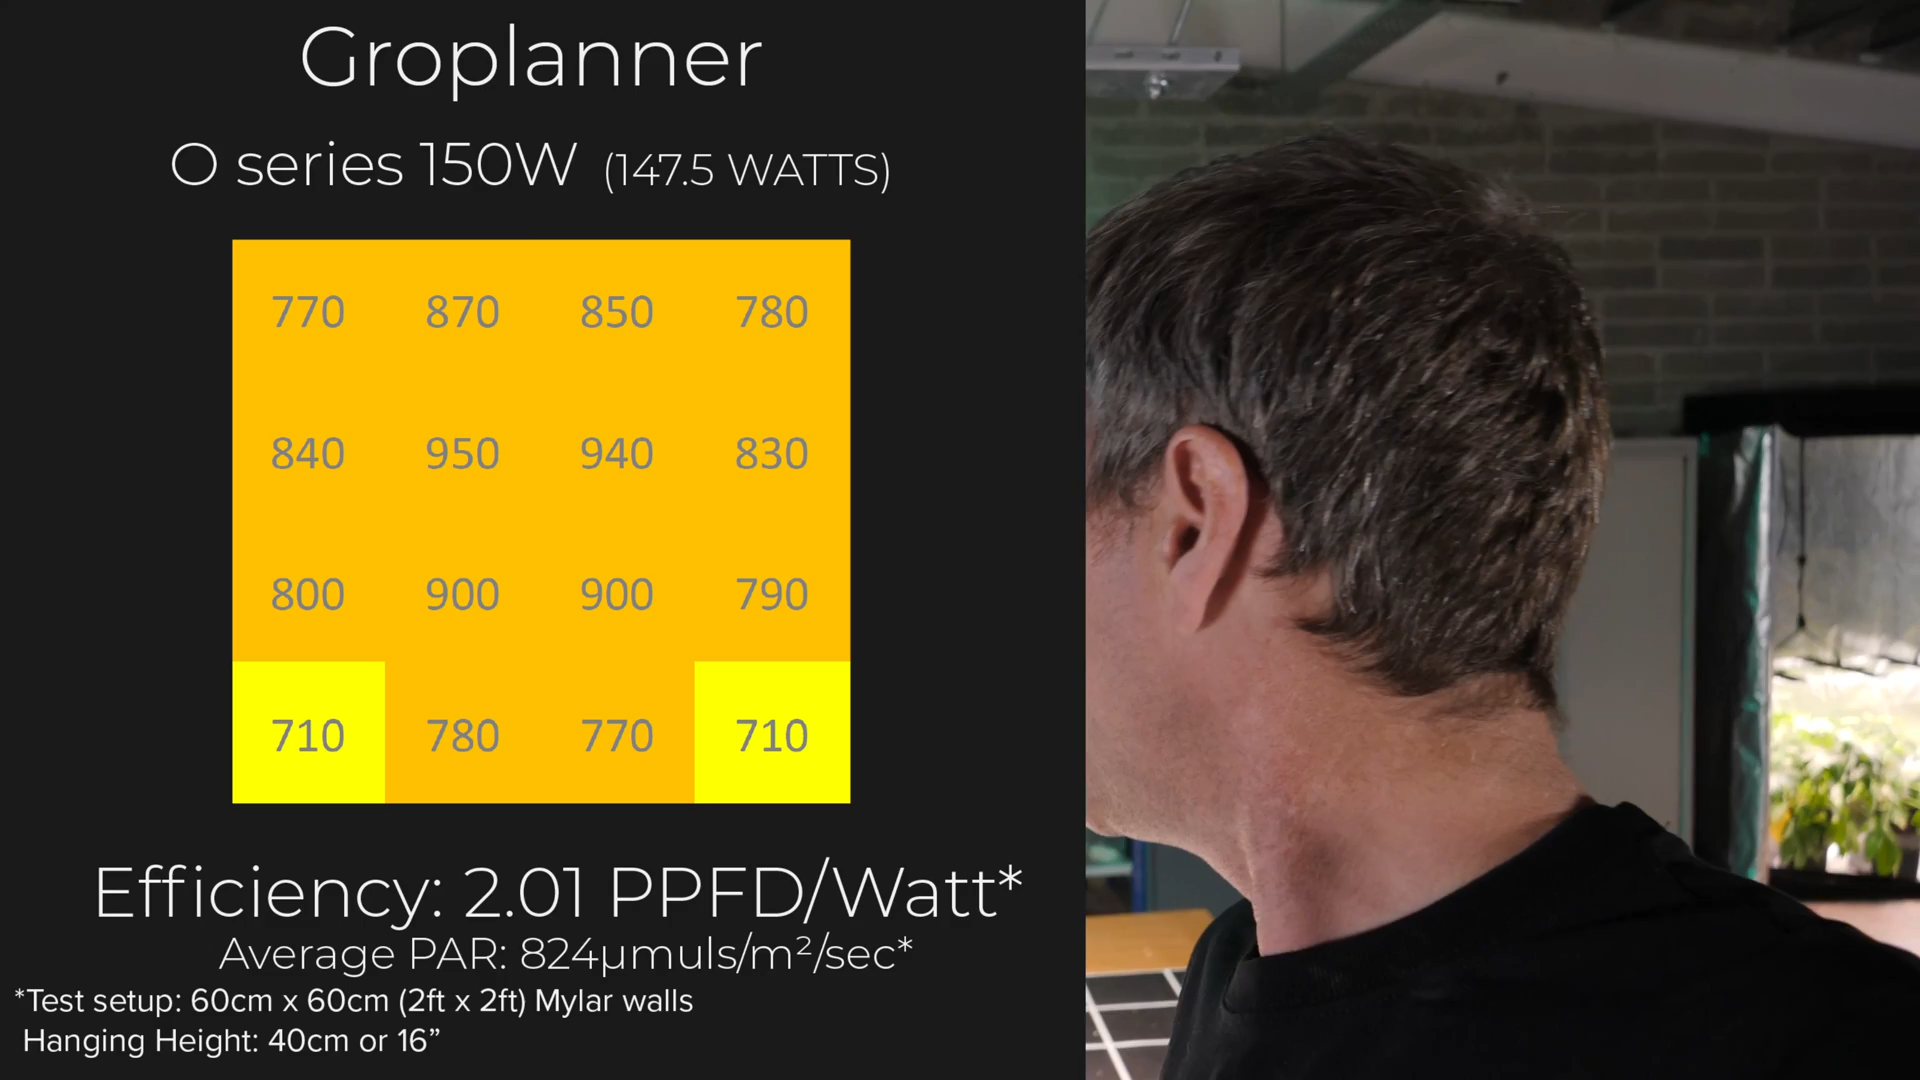 Groplanner
O series 150W (147.5 WATTS)
770 870 850 780
840 950 940 830
800 900 900 790
710 780 770 710
Efficiency: 2.01 PPFD/Watt*
Average PAR: 824µmuls/m²/sec*
*Test setup: 60cm x 60cm (2ft x 2ft) Mylar walls
Hanging Height: 40cm or 16”